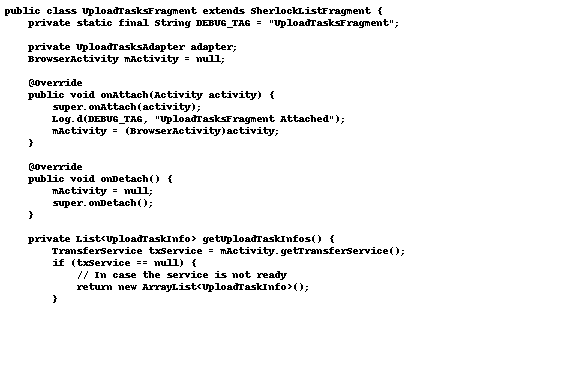 public class UploadTasksFragment extends SherlockListFragment {
    private static final String DEBUG_TAG = "UploadTasksFragment";

    private UploadTasksAdapter adapter;
    BrowserActivity mActivity = null;

    @Override
    public void onAttach(Activity activity) {
        super.onAttach(activity);
        Log.d(DEBUG_TAG, "UploadTasksFragment Attached");
        mActivity = (BrowserActivity)activity;
    }

    @Override
    public void onDetach() {
        mActivity = null;
        super.onDetach();
    }

    private List<UploadTaskInfo> getUploadTaskInfos() {
        TransferService txService = mActivity.getTransferService();
        if (txService == null) {
            // In case the service is not ready
            return new ArrayList<UploadTaskInfo>();
        }